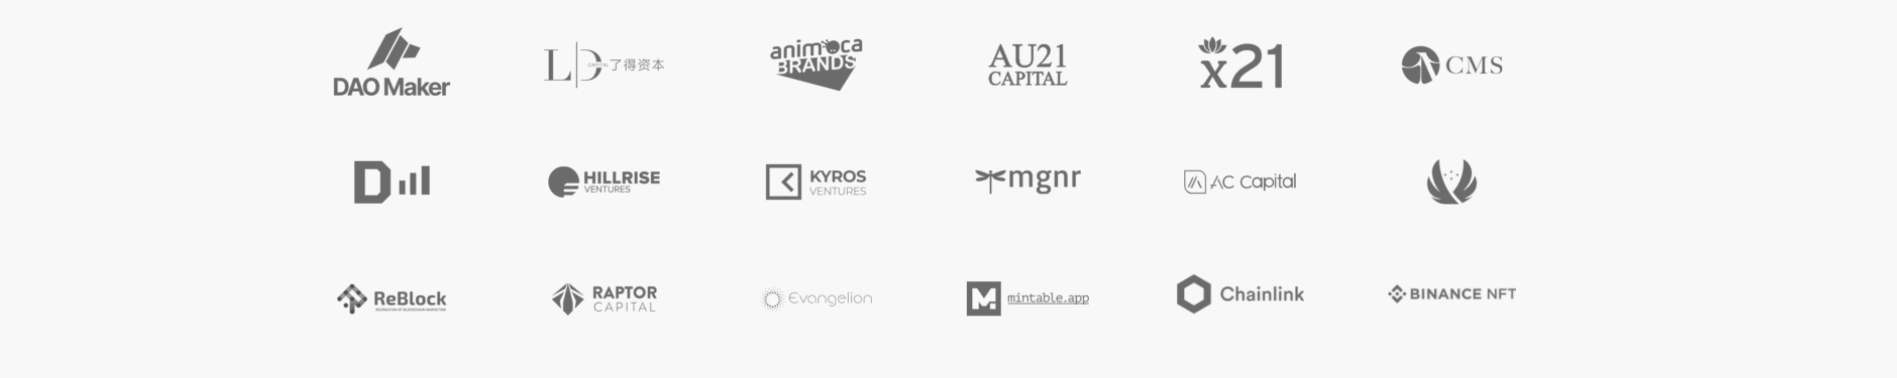 DAO Maker
LD CAPITAL 了得资本
animoca
BRANDS
AU21
CAPITAL
x21
CMS
D
HILLRISE
VENTURES
KYROS
VENTURES
mgnr
AC Capital
ReBlock
RAPTOR
CAPITAL
Evangelion
M
mintable.app
Chainlink
BINANCE NFT